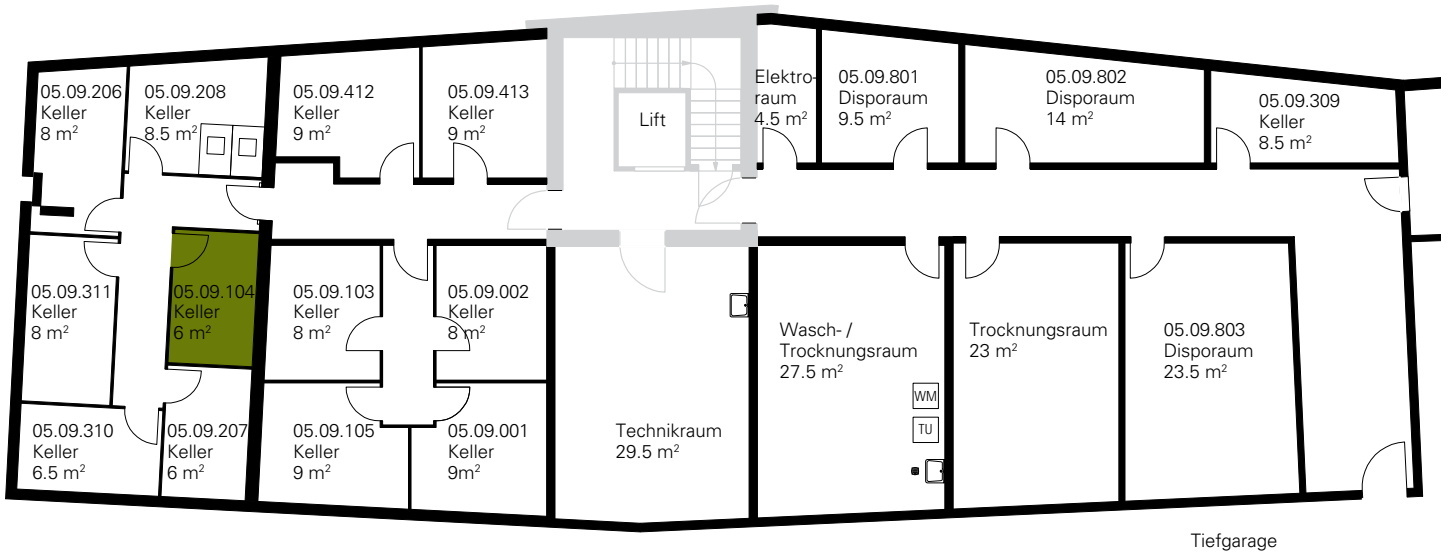 05.09.206
Keller
8 m²
05.09.208
Keller
8.5 m²
05.09.412
Keller
9 m²
05.09.413
Keller
9 m²
Lift
Elektro-
raum
4.5 m²
05.09.801
Disporaum
9.5 m²
05.09.802
Disporaum
14 m²
05.09.309
Keller
8.5 m²
05.09.311
Keller
8 m²
05.09.104
Keller
6 m²
05.09.103
Keller
8 m²
05.09.002
Keller
8 m²
Wasch- /
Trocknungsraum
27.5 m²
Trocknungsraum
23 m²
05.09.803
Disporaum
23.5 m²
WM
TU
05.09.310
Keller
6.5 m²
05.09.207
Keller
6 m²
05.09.105
Keller
9 m²
05.09.001
Keller
9m²
Technikraum
29.5 m²
Tiefgarage